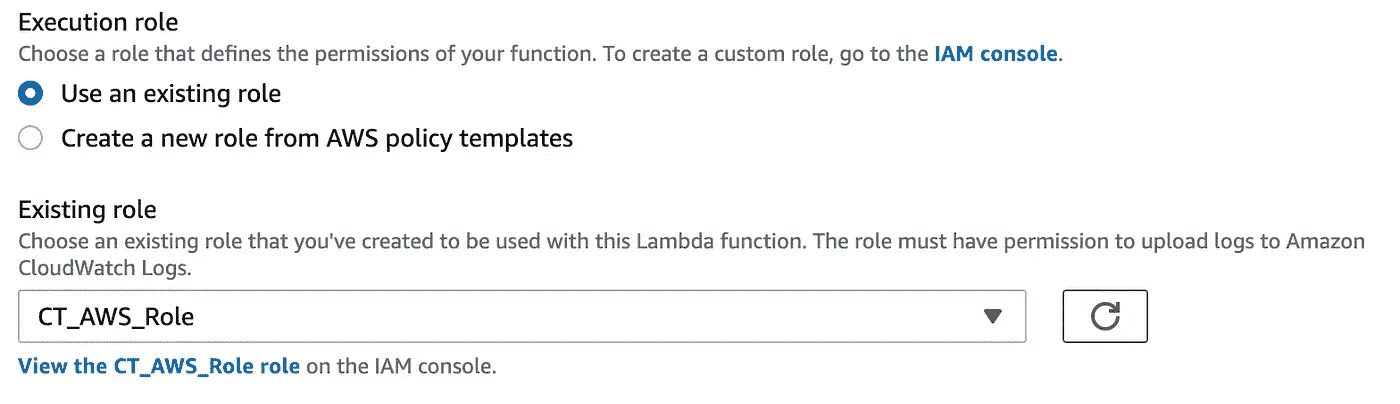 Execution role
Choose a role that defines the permissions of your function. To create a custom role, go to the IAM console.
Use an existing role
Create a new role from AWS policy templates
Existing role
Choose an existing role that you've created to be used with this Lambda function. The role must have permission to upload logs to Amazon
CloudWatch Logs.
CT_AWS_Role
View the CT_AWS_Role role on the IAM console.